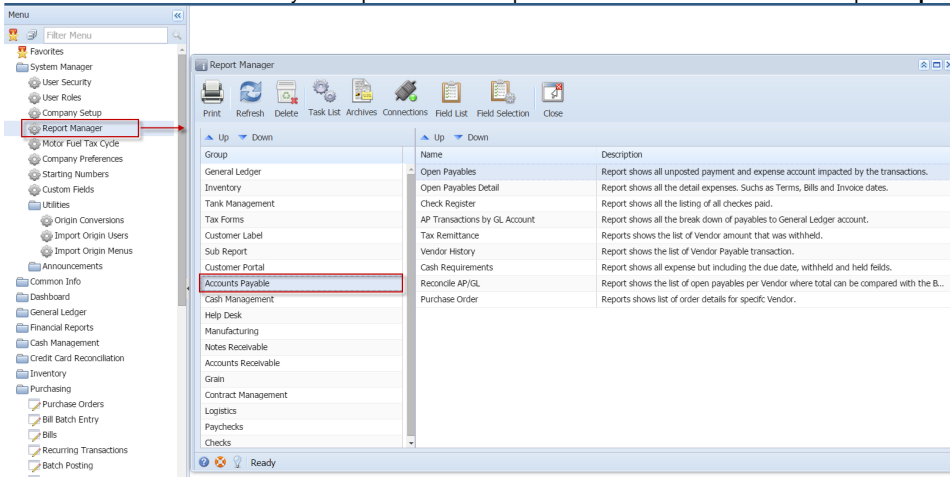 Menu
Filter Menu
Favorites
System Manager
User Security
User Roles
Company Setup
Report Manager
Motor Fuel Tax Cycle
Company Preferences
Starting Numbers
Custom Fields
Utilities
Origin Conversions
Import Origin Users
Import Origin Menus
Announcements
Common Info
Dashboard
General Ledger
Financial Reports
Cash Management
Credit Card Reconciliation
Inventory
Purchasing
Purchase Orders
Bill Batch Entry
Bills
Recurring Transactions
Batch Posting
Report Manager
Print Refresh Delete Task List Archives Connections Field List Field Selection Close
Up Down
Group
General Ledger
Inventory
Tank Management
Tax Forms
Customer Label
Sub Report
Customer Portal
Accounts Payable
Cash Management
Help Desk
Manufacturing
Notes Receivable
Accounts Receivable
Grain
Contract Management
Logistics
Paychecks
Checks
Up Down
Name Description
Open Payables Report shows all unposted payment and expense account impacted by the transactions.
Open Payables Detail Report shows all the detail expenses. Suchs as Terms, Bills and Invoice dates.
Check Register Report shows all the listing of all checkes paid.
AP Transactions by GL Account Report shows all the break down of payables to General Ledger account.
Tax Remittance Reports shows the list of Vendor amount that was withheld.
Vendor History Report shows the list of Vendor Payable transaction.
Cash Requirements Report shows all expense but including the due date, withheld and held feilds.
Reconcile AP/GL Report shows the list of open payables per Vendor where total can be compared with the B...
Purchase Order Reports shows list of order details for specifc Vendor.
Ready